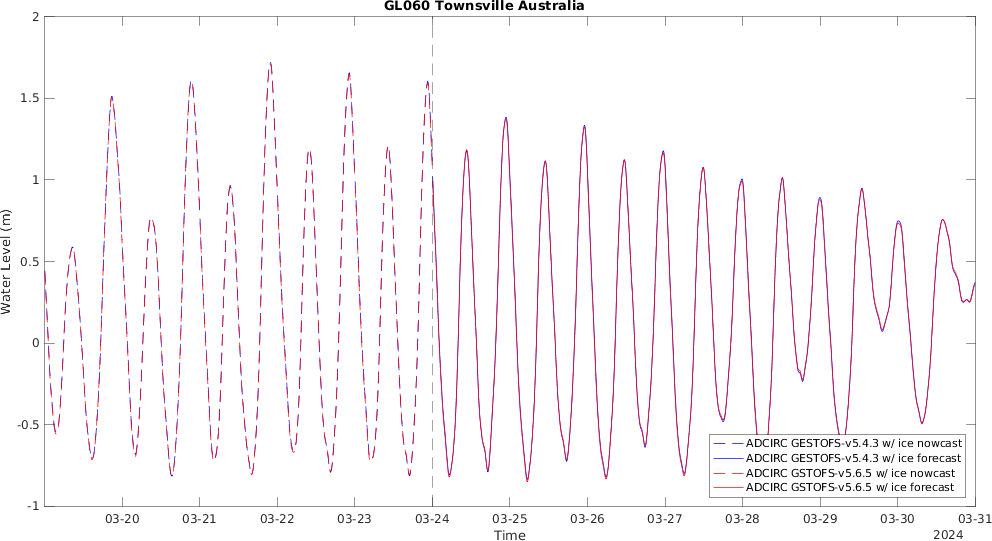 GL060 Townsville Australia
2
1.5
1
0.5
0
-0.5
-1
Water Level (m)
03-20
03-21
03-22
03-23
03-24
03-25
03-26
03-27
03-28
03-29
03-30
03-31
Time
2024
ADCIRC GESTOFS-v5.4.3 w/ ice nowcast
ADCIRC GESTOFS-v5.4.3 w/ ice forecast
ADCIRC GSTOFS-v5.6.5 w/ ice nowcast
ADCIRC GSTOFS-v5.6.5 w/ ice forecast